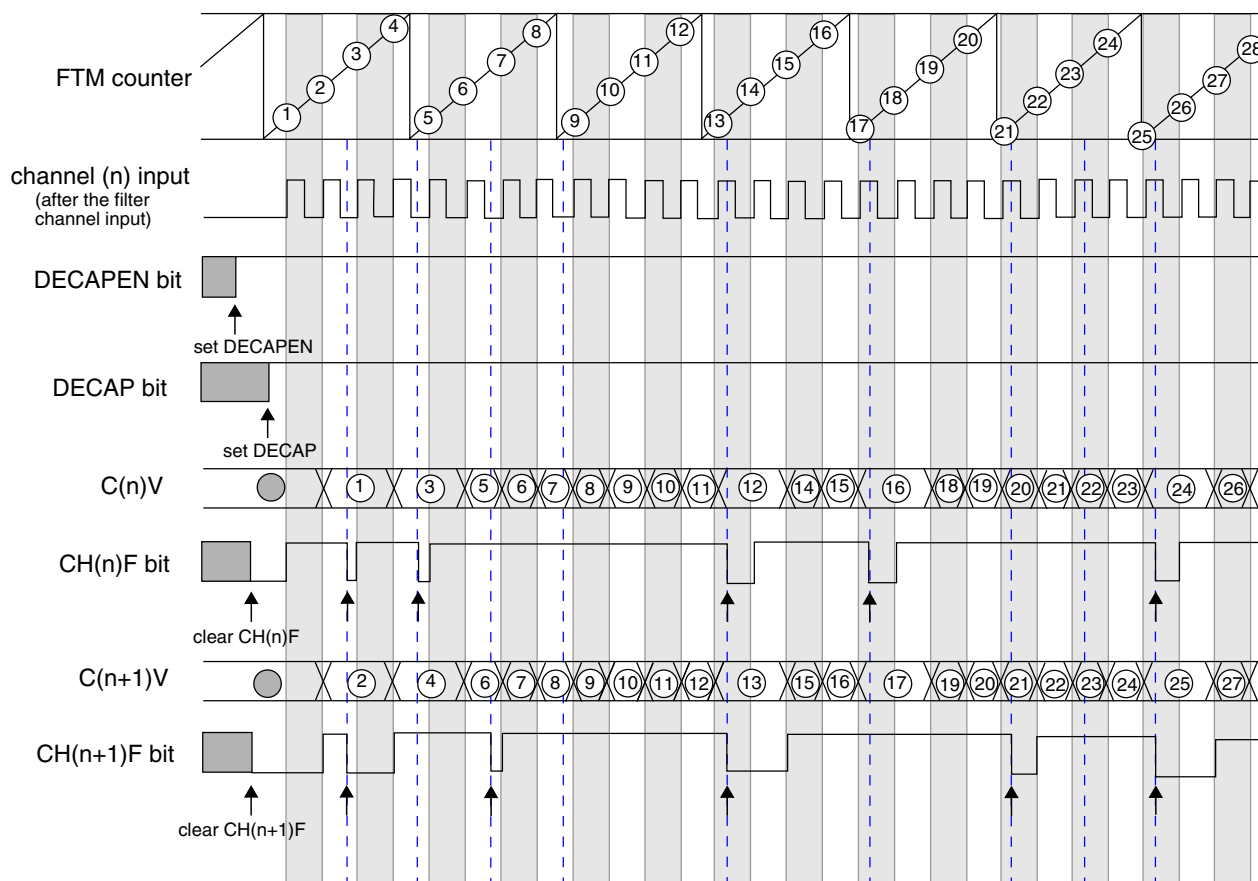 4 8 12 16 20 24 28
3 7 11 15 19 23 27
FTM counter
2 6 10 14 18 22 26
1 5 9 13 17 21 25
channel (n) input
(after the filter
channel input)
DECAPEN bit
set DECAPEN
DECAP bit
set DECAP
C(n)V 1 3 5 6 7 8 9 10 11 12 14 15 16 18 19 20 21 22 23 24 26
CH(n)F bit
clear CH(n)F
C(n+1)V 2 4 6 7 8 9 10 11 12 13 15 16 17 19 20 21 22 23 24 25 27
CH(n+1)F bit
clear CH(n+1)F